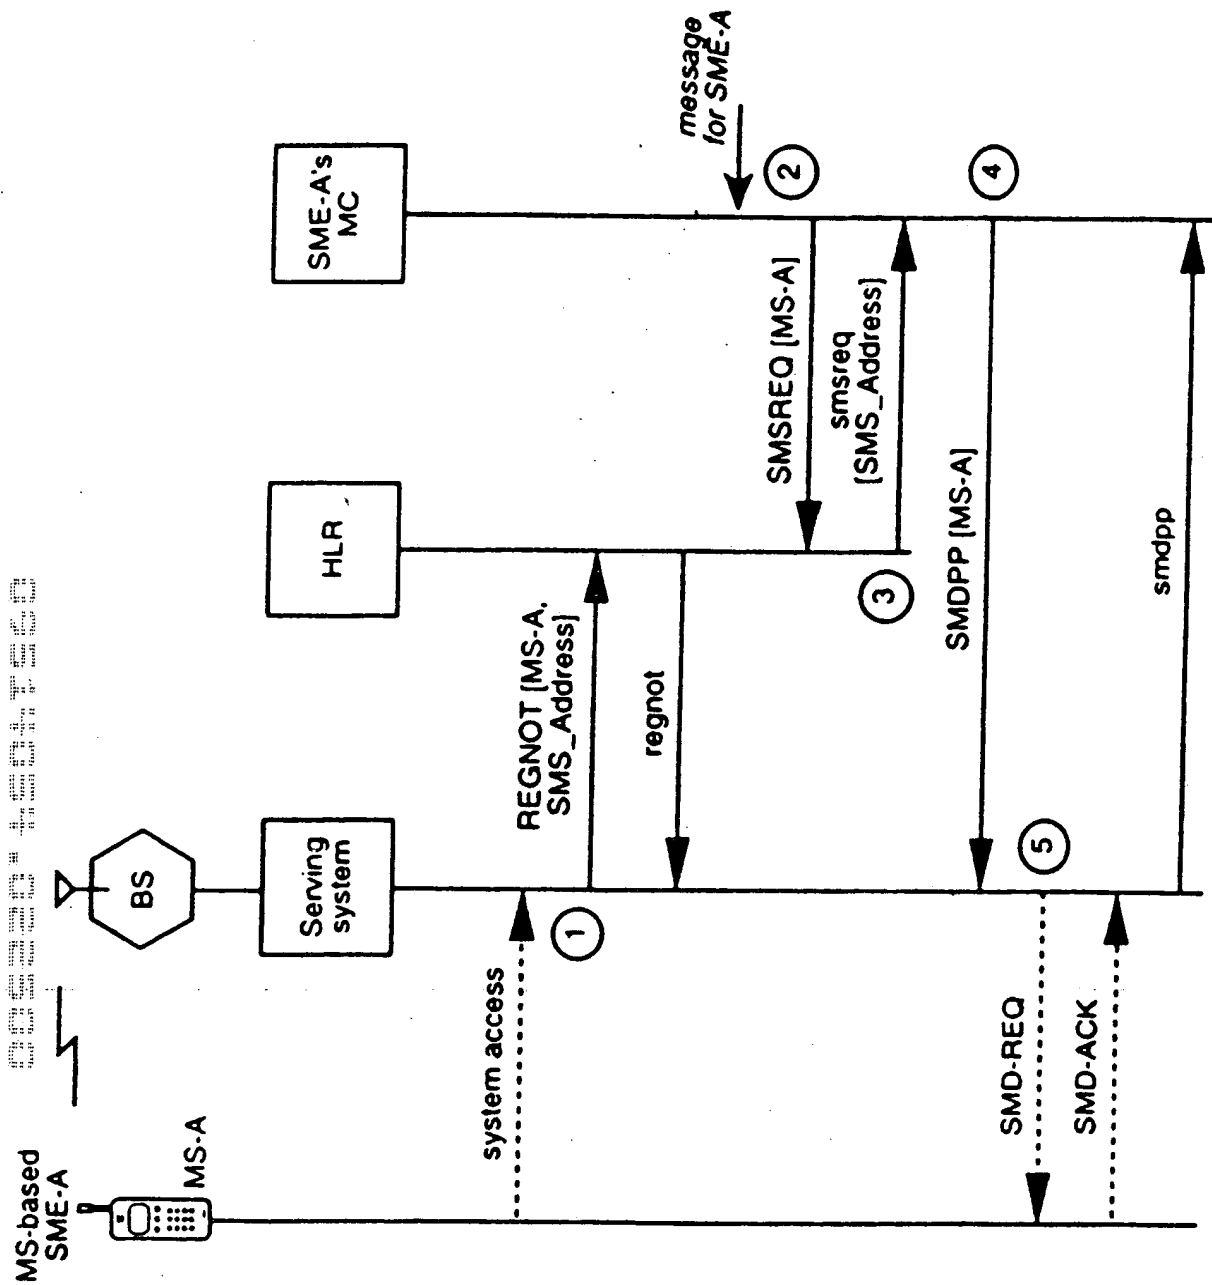 MS-based
SME-A
MS-A
BS
Serving
system
HLR
SME-A's
MC
system access
1
REGNOT [MS-A,
SMS_Address]
regnot
message
for SME-A
2
SMSREQ [MS-A]
smsreq
[SMS_Address]
3
SMDPP [MS-A]
4
5
SMD-REQ
SMD-ACK
smdpp